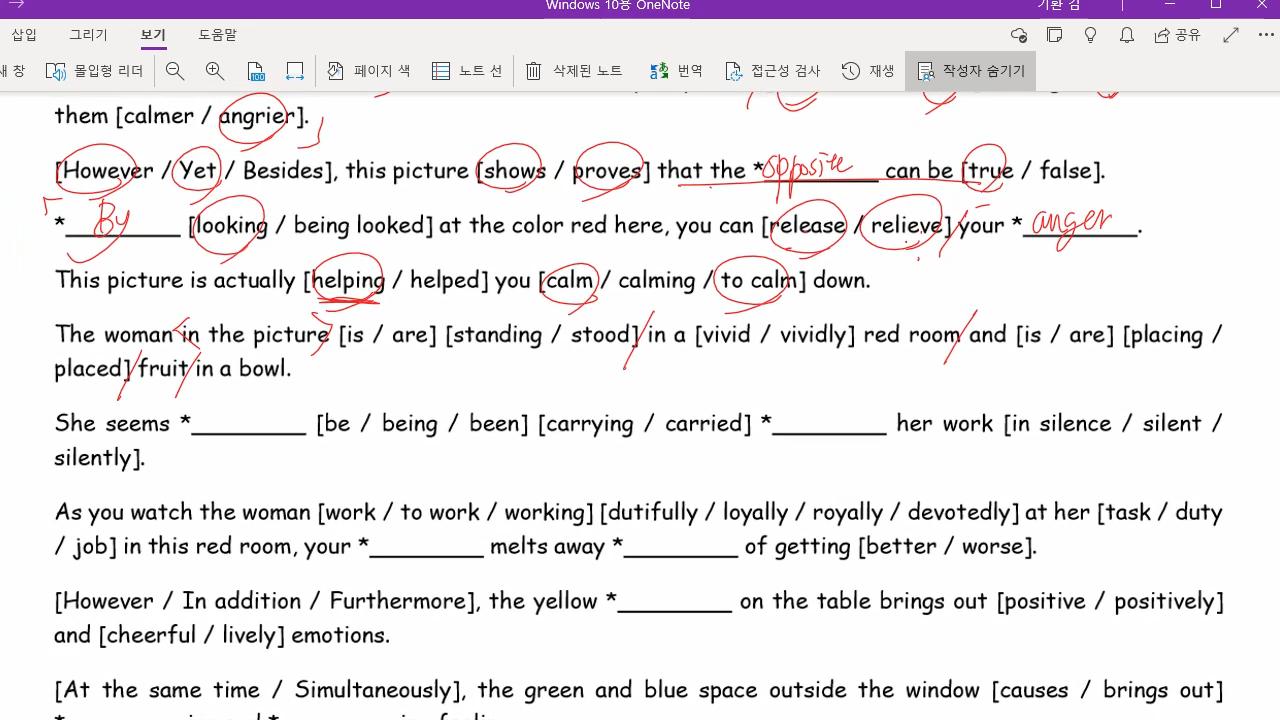 Windows 10용 OneNote
기환 김
삽입 그리기 보기 도움말
공유
새 창 몰입형 리더 페이지 색 노트 선 삭제된 노트 번역 접근성 검사 재생 작성자 숨기기
them [calmer / angrier].
[However / Yet / Besides], this picture [shows / proves] that the *opposite can be [true / false].
*By [looking / being looked] at the color red here, you can [release / relieve] your *anger.
This picture is actually [helping / helped] you [calm / calming / to calm] down.
The woman in the picture [is / are] [standing / stood] in a [vivid / vividly] red room and [is / are] [placing /
placed] fruit in a bowl.
She seems *__________ [be / being / been] [carrying / carried] *__________ her work [in silence / silent /
silently].
As you watch the woman [work / to work / working] [dutifully / loyally / royally / devotedly] at her [task / duty
/ job] in this red room, your *__________ melts away *__________ of getting [better / worse].
[However / In addition / Furthermore], the yellow *__________ on the table brings out [positive / positively]
and [cheerful / lively] emotions.
[At the same time / Simultaneously], the green and blue space outside the window [causes / brings out]